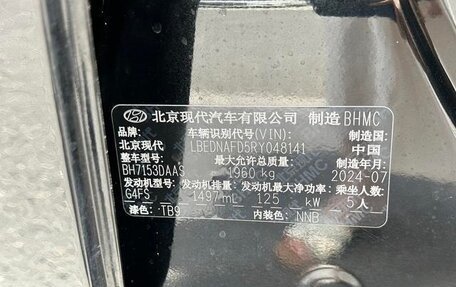 北京现代汽车有限公司 制造 BHMC
北京现代 车辆识别代号(VIN): 制造国:
LBEDNAFD5RY048141 中国
整车型号: 最大允许总质量: 制造年月:
BH7153DAAS 1960 kg 2024-07
发动机型号: 发动机排量: 发动机最大净功率: 乘坐人数
G4FS 1497 mL 125 kW 5人
漆色: TB9 内装色: NNB